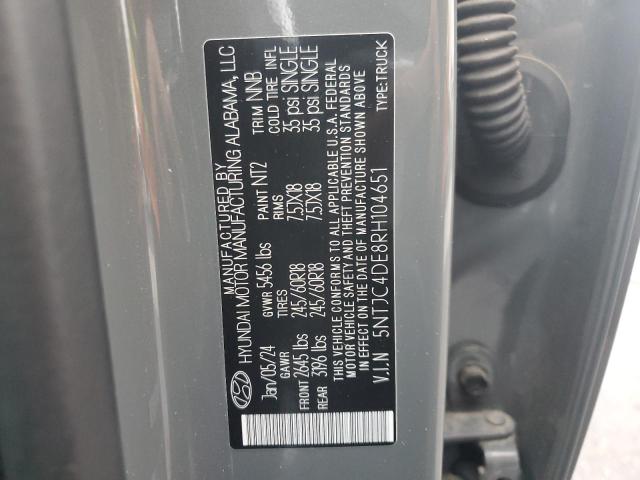 MANUFACTURED BY
HYUNDAI MOTOR MANUFACTURING ALABAMA, LLC
Jan/05/24 GVWR 5456 lbs PAINT NT2 TRIM NNB
GAWR TIRES RIMS COLD TIRE INFL
FRONT 2645 lbs 245/60R18 7.5JX18 35 psi SINGLE
REAR 3196 lbs 245/60R18 7.5JX18 35 psi SINGLE
THIS VEHICLE CONFORMS TO ALL APPLICABLE U.S.A. FEDERAL
MOTOR VEHICLE SAFETY AND THEFT PREVENTION STANDARDS
IN EFFECT ON THE DATE OF MANUFACTURE SHOWN ABOVE
V.I.N 5NTJC4DE8RH104651 TYPE:TRUCK